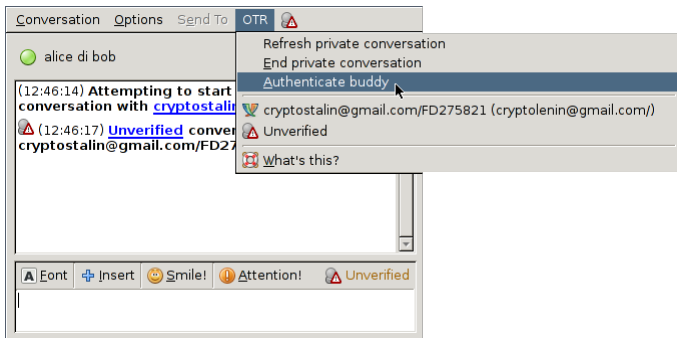 Conversation Options Send To OTR
Refresh private conversation
End private conversation
Authenticate buddy
cryptostalin@gmail.com/FD275821 (cryptolenin@gmail.com/)
Unverified
What's this?
alice di bob
(12:46:14) Attempting to start
conversation with
(12:46:17) Unverified
cryptostalin@gmail.com/FD27
Font Insert Smile! Attention! Unverified